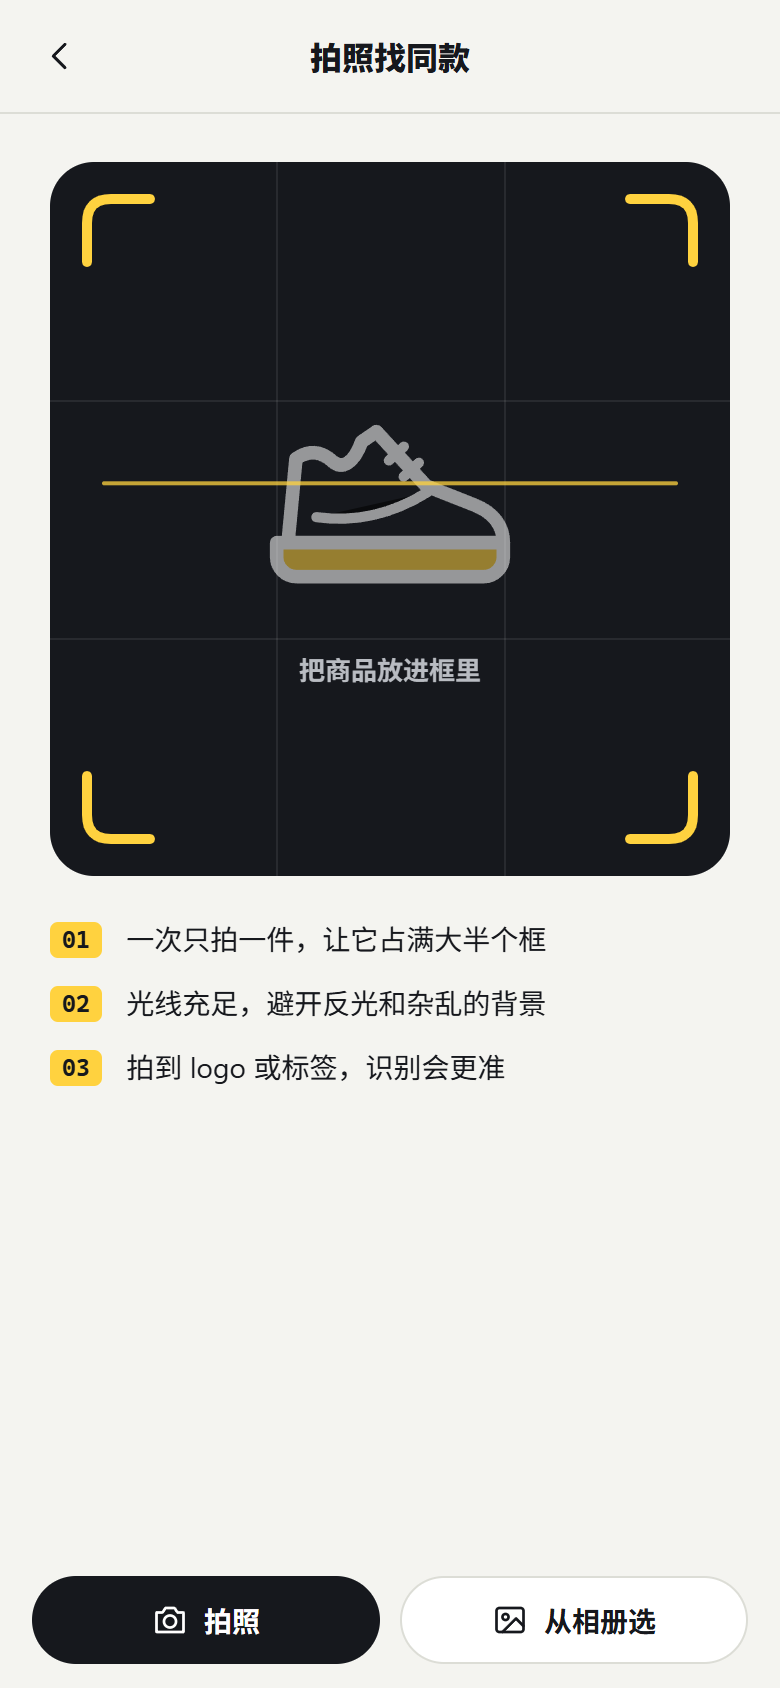 拍照找同款
把商品放进框里
01 一次只拍一件，让它占满大半个框
02 光线充足，避开反光和杂乱的背景
03 拍到 logo 或标签，识别会更准
拍照
从相册选